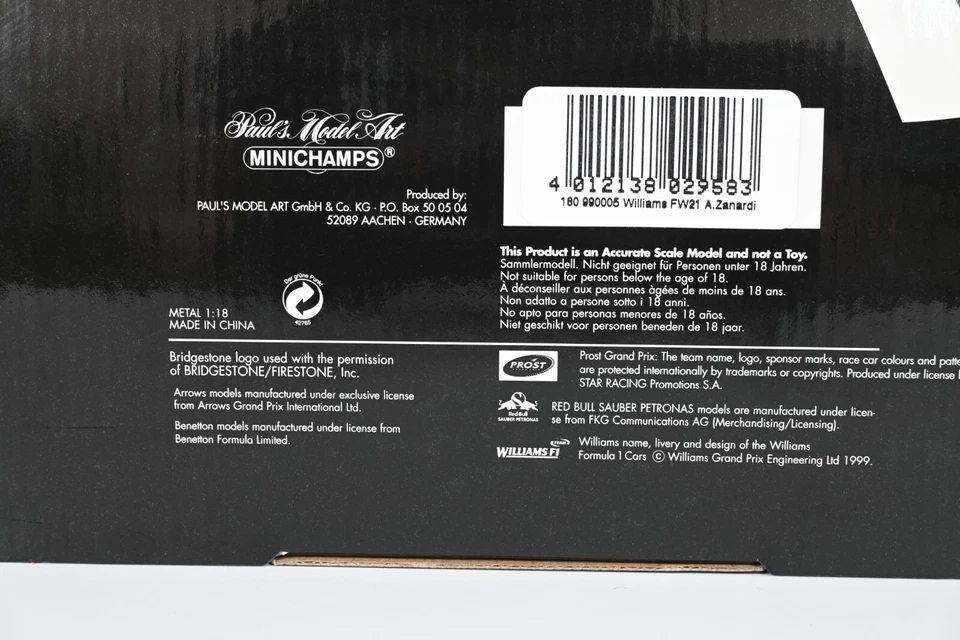 Paul's Model Art
MINICHAMPS®
Produced by:
PAUL'S MODEL ART GmbH & Co. KG · P.O. Box 50 05 04
52089 AACHEN · GERMANY
Der grüne Punkt
42765
METAL 1:18
MADE IN CHINA
4 012138 029583
180 990005 Williams FW21 A.Zanardi
This Product is an Accurate Scale Model and not a Toy.
Sammlermodell. Nicht geeignet für Personen unter 18 Jahren.
Not suitable for persons below the age of 18.
À déconseiller aux personnes âgées de moins de 18 ans.
Non adatto a persone sotto i 18 anni.
No apto para personas menores de 18 años.
Niet geschikt voor personen beneden de 18 jaar.
Bridgestone logo used with the permission
of BRIDGESTONE/FIRESTONE, Inc.
Arrows models manufactured under exclusive license
from Arrows Grand Prix International Ltd.
Benetton models manufactured under license from
Benetton Formula Limited.
PROST
Prost Grand Prix: The team name, logo, sponsor marks, race car colours and patte
are protected internationally by trademarks or copyrights. Produced under license
STAR RACING Promotions S.A.
Red Bull
SAUBER PETRONAS
RED BULL SAUBER PETRONAS models are manufactured under licen-
se from FKG Communications AG (Merchandising/Licensing).
TEAM
WILLIAMS F1
Williams name, livery and design of the Williams
Formula 1 Cars © Williams Grand Prix Engineering Ltd 1999.